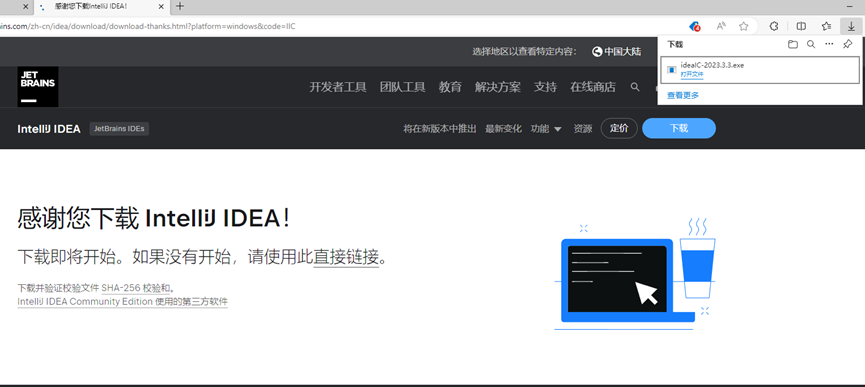 感谢您下载IntelliJ IDEA!
ains.com/zh-cn/idea/download/download-thanks.html?platform=windows&code=IIC
下载
ideaIC-2023.3.3.exe
打开文件
查看更多
选择地区以查看特定内容: 中国大陆
JET
BRAINS
开发者工具 团队工具 教育 解决方案 支持 在线商店
IntelliJ IDEA JetBrains IDEs 将在新版本中推出 最新变化 功能 资源 定价 下载
感谢您下载 IntelliJ IDEA!
下载即将开始。如果没有开始,请使用此直接链接。
下载并验证校验文件 SHA-256 校验和。
IntelliJ IDEA Community Edition 使用的第三方软件